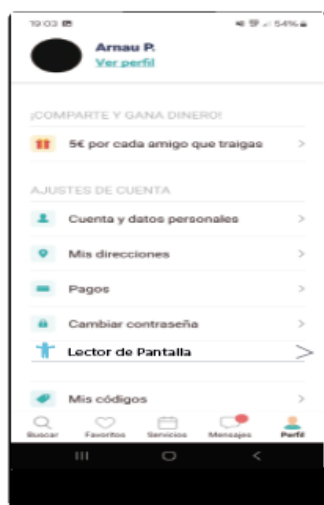 19:03 54%
Arnau P.
Ver perfil
¡COMPARTE Y GANA DINERO!
5€ por cada amigo que traigas
AJUSTES DE CUENTA
Cuenta y datos personales
Mis direcciones
Pagos
Cambiar contraseña
Lector de Pantalla
Mis códigos
Buscar Favoritos Servicios Mensajes Perfil